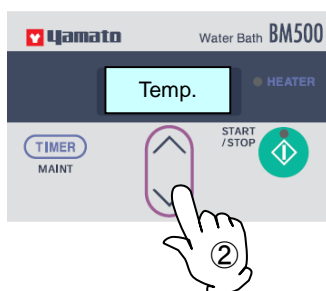 yamato Water Bath BM500
Temp.
HEATER
TIMER
MAINT
START
/STOP
②